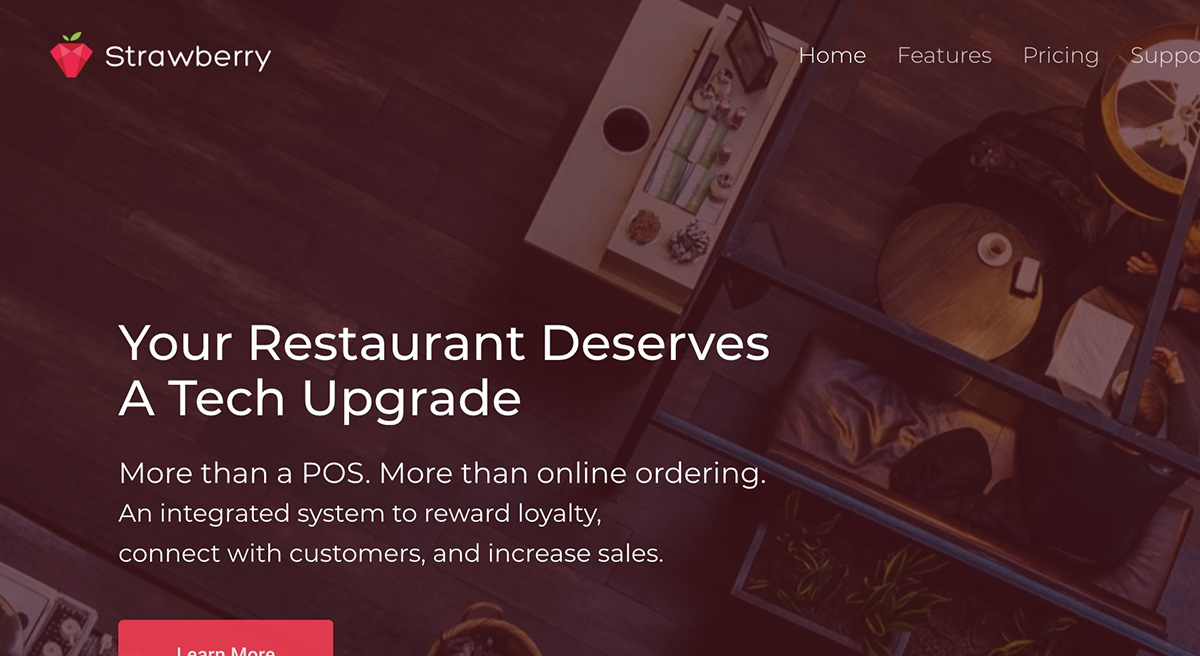 Strawberry
Home Features Pricing
Your Restaurant Deserves
A Tech Upgrade
More than a POS. More than online ordering.
An integrated system to reward loyalty,
connect with customers, and increase sales.
Learn More